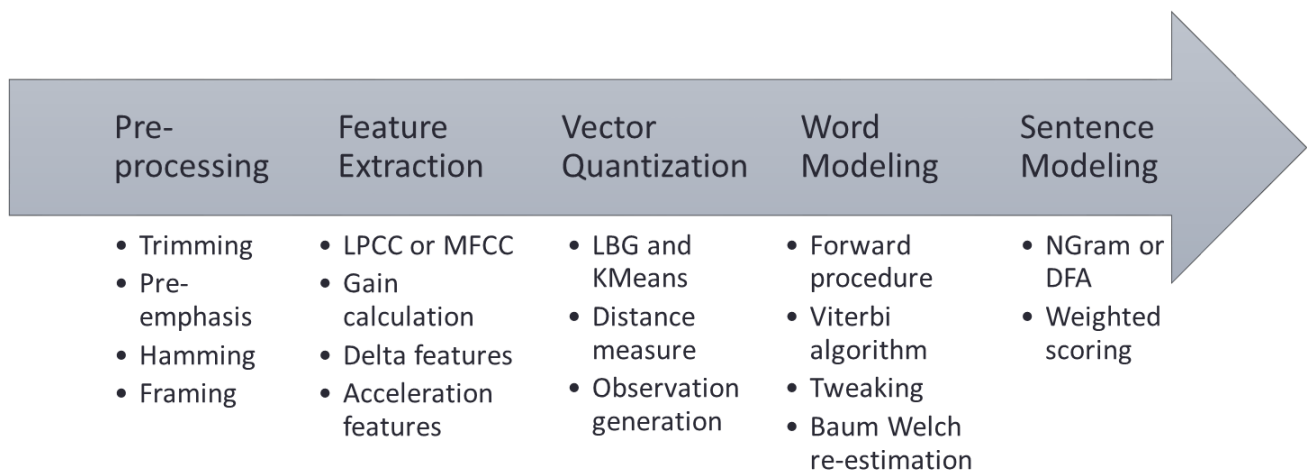 Pre-
processing
Feature
Extraction
Vector
Quantization
Word
Modeling
Sentence
Modeling
• Trimming
• Pre-
emphasis
• Hamming
• Framing
• LPCC or MFCC
• Gain
calculation
• Delta features
• Acceleration
features
• LBG and
KMeans
• Distance
measure
• Observation
generation
• Forward
procedure
• Viterbi
algorithm
• Tweaking
• Baum Welch
re-estimation
• NGram or
DFA
• Weighted
scoring